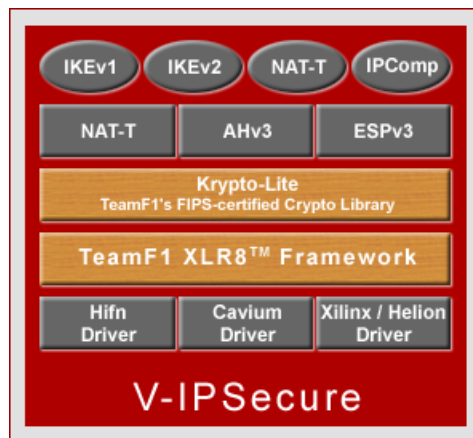 IKEv1 IKEv2 NAT-T IPComp
NAT-T AHv3 ESPv3
Krypto-Lite
TeamF1's FIPS-certified Crypto Library
TeamF1 XLR8™ Framework
Hifn Cavium Xilinx / Helion
Driver Driver Driver
V-IPSecure